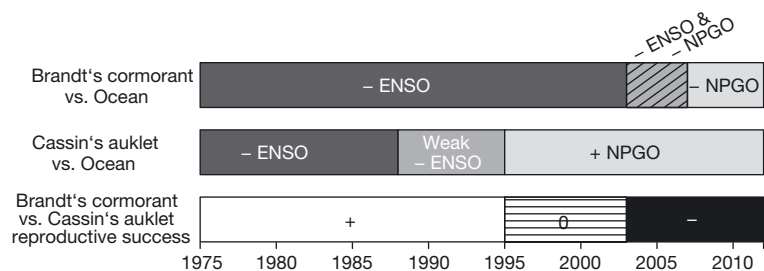 – ENSO &
– NPGO
Brandt‘s cormorant
vs. Ocean
– ENSO
– NPGO
Cassin‘s auklet
vs. Ocean
– ENSO
Weak
– ENSO
+ NPGO
Brandt‘s cormorant
vs. Cassin‘s auklet
reproductive success
+
0
–
1975 1980 1985 1990 1995 2000 2005 2010